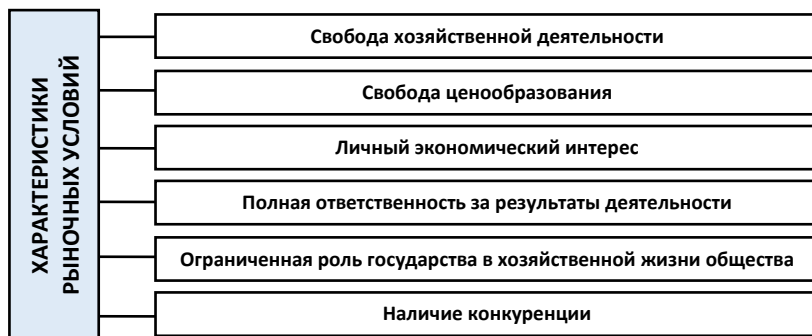 ХАРАКТЕРИСТИКИ
РЫНОЧНЫХ УСЛОВИЙ
Свобода хозяйственной деятельности
Свобода ценообразования
Личный экономический интерес
Полная ответственность за результаты деятельности
Ограниченная роль государства в хозяйственной жизни общества
Наличие конкуренции